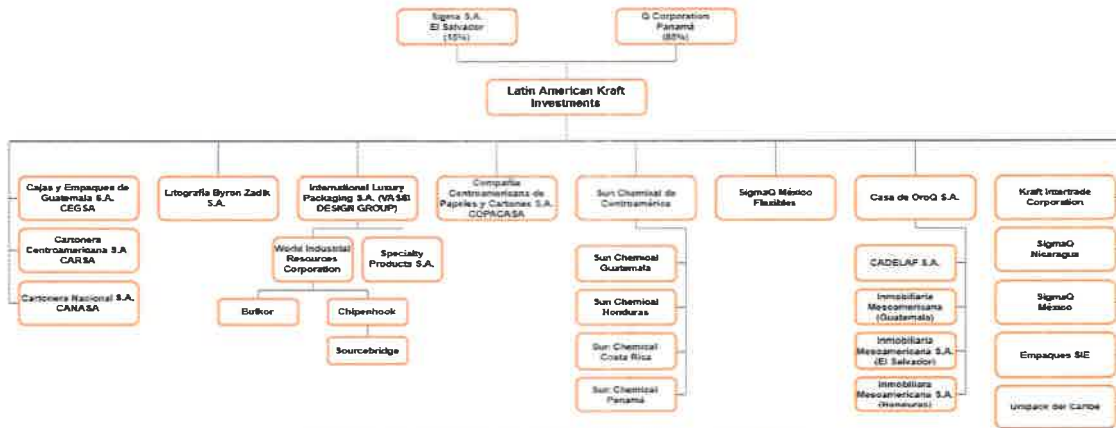 Sigma S.A.
El Salvador
(15%)
Q Corporation
Panamá
(85%)
Latin American Kraft
Investments
Cajas y Empaques de
Guatemala S.A.
CEGSA
Cartonera
Centroamericana S.A
CARSA
Cartonera Nacional S.A.
CANASA
Litografía Byron Zadik
S.A.
International Luxury
Packaging S.A. (VASBI
DESIGN GROUP)
World Industrial
Resources
Corporation
Specialty
Products S.A.
Bufkor
Chipenhook
Sourcebridge
Compañía
Centroamericana de
Papeles y Cartones S.A.
COPACASA
Sun Chemical de
Centroamérica
Sun Chemical
Guatemala
Sun Chemical
Honduras
Sun Chemical
Costa Rica
Sun Chemical
Panamá
SigmaQ México
Flexibles
Casa de OroQ S.A.
CADELAF S.A.
Inmobiliaria
Mesoamericana
(Guatemala)
Inmobiliaria
Mesoamericana S.A.
(El Salvador)
Inmobiliara
Mesoamericana S.A.
(Honduras)
Kraft Intertrade
Corporation
SigmaQ
Nicaragua
SigmaQ
México
Empaques SIE
Unipack del Caribe